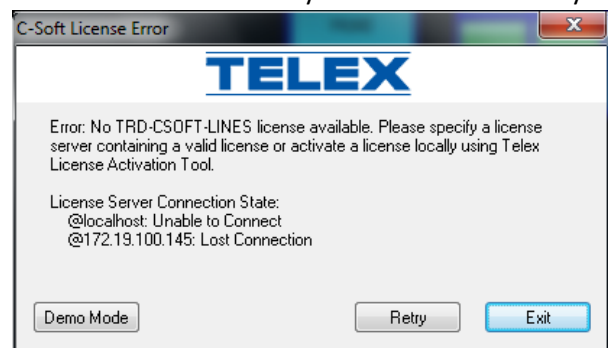 C-Soft License Error
TELEX
Error: No TRD-CSOFT-LINES license available. Please specify a license
server containing a valid license or activate a license locally using Telex
License Activation Tool.
License Server Connection State:
@localhost: Unable to Connect
@172.19.100.145: Lost Connection
Demo Mode
Retry
Exit